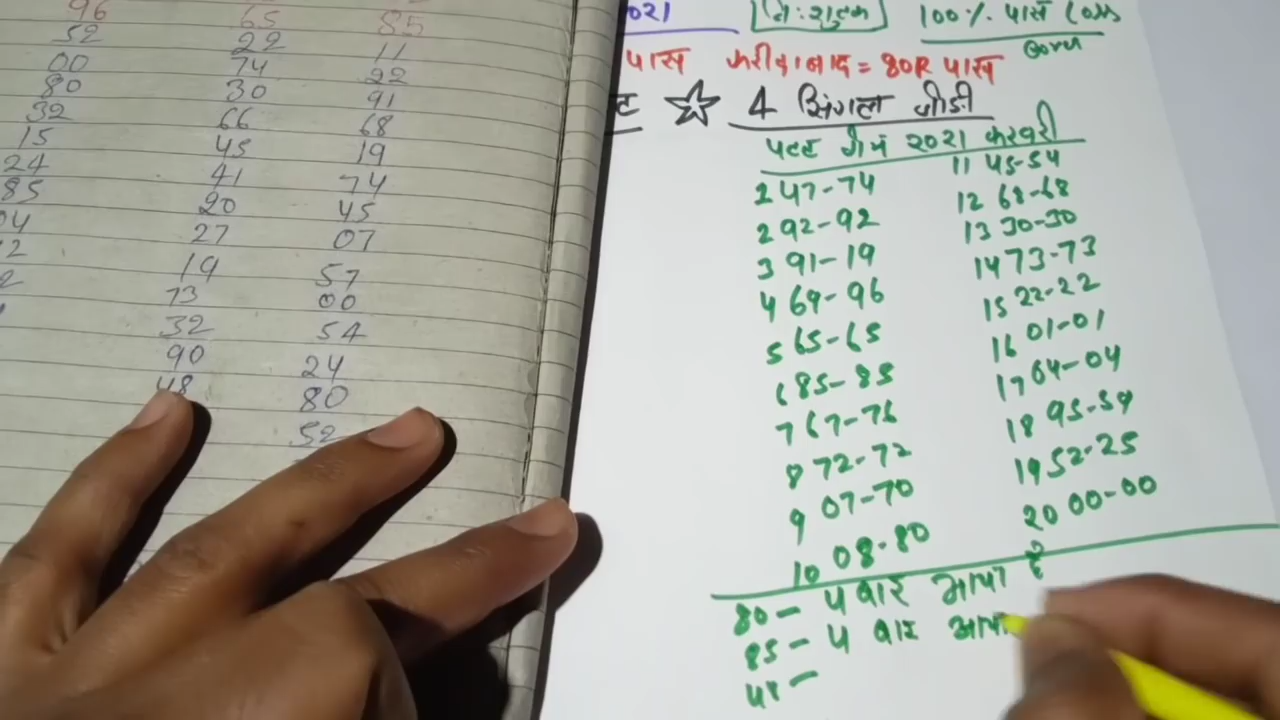 96 65 85
52 22 11
00 74 22
80 30 91
32 66 68
15 45 19
24 41 74
85 20 45
04 27 07
19 57
73 00
32 54
90 24
48 80
52
021 नि:शुल्क 100% पास Loss
पास फरीदाबाद = 80R पास
☆ 4 सिंगल जोडी
2021 फरवरी
1 47-74 11 45-54
2 92-92 12 68-68
3 91-19 13 30-30
4 69-96 14 73-73
5 65-65 15 22-22
6 85-85 16 01-01
7 67-76 17 04-04
8 72-72 18 95-59
9 07-70 19 52-25
10 08-80 20 00-00
80 - 4 वार आया है
85 - 4 वार आया
48 -